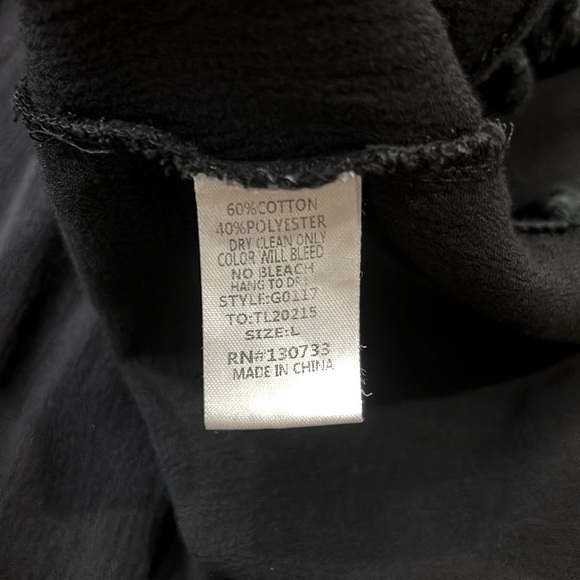 60%COTTON
40%POLYESTER
DRY CLEAN ONLY
COLOR WILL BLEED
NO BLEACH
HANG TO DRY
STYLE:G0117
TO:TL20215
SIZE:L
RN#130733
MADE IN CHINA